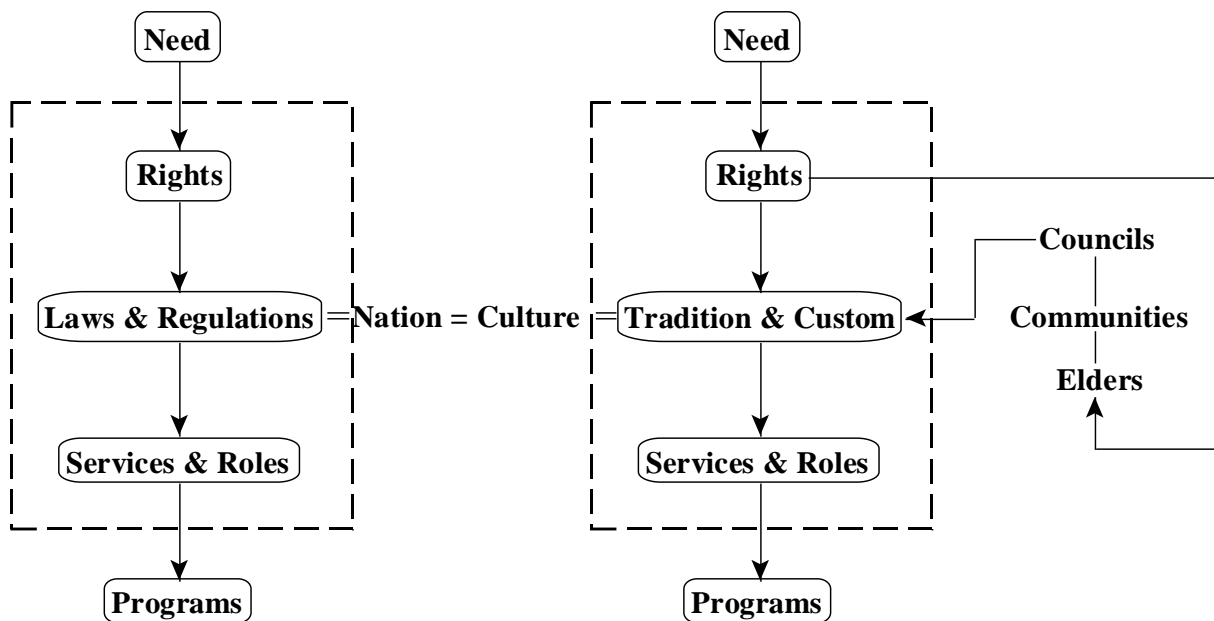 Need
Need
Rights
Rights
Councils
Laws & Regulations =Nation = Culture = Tradition & Custom
Communities
Elders
Services & Roles
Services & Roles
Programs
Programs